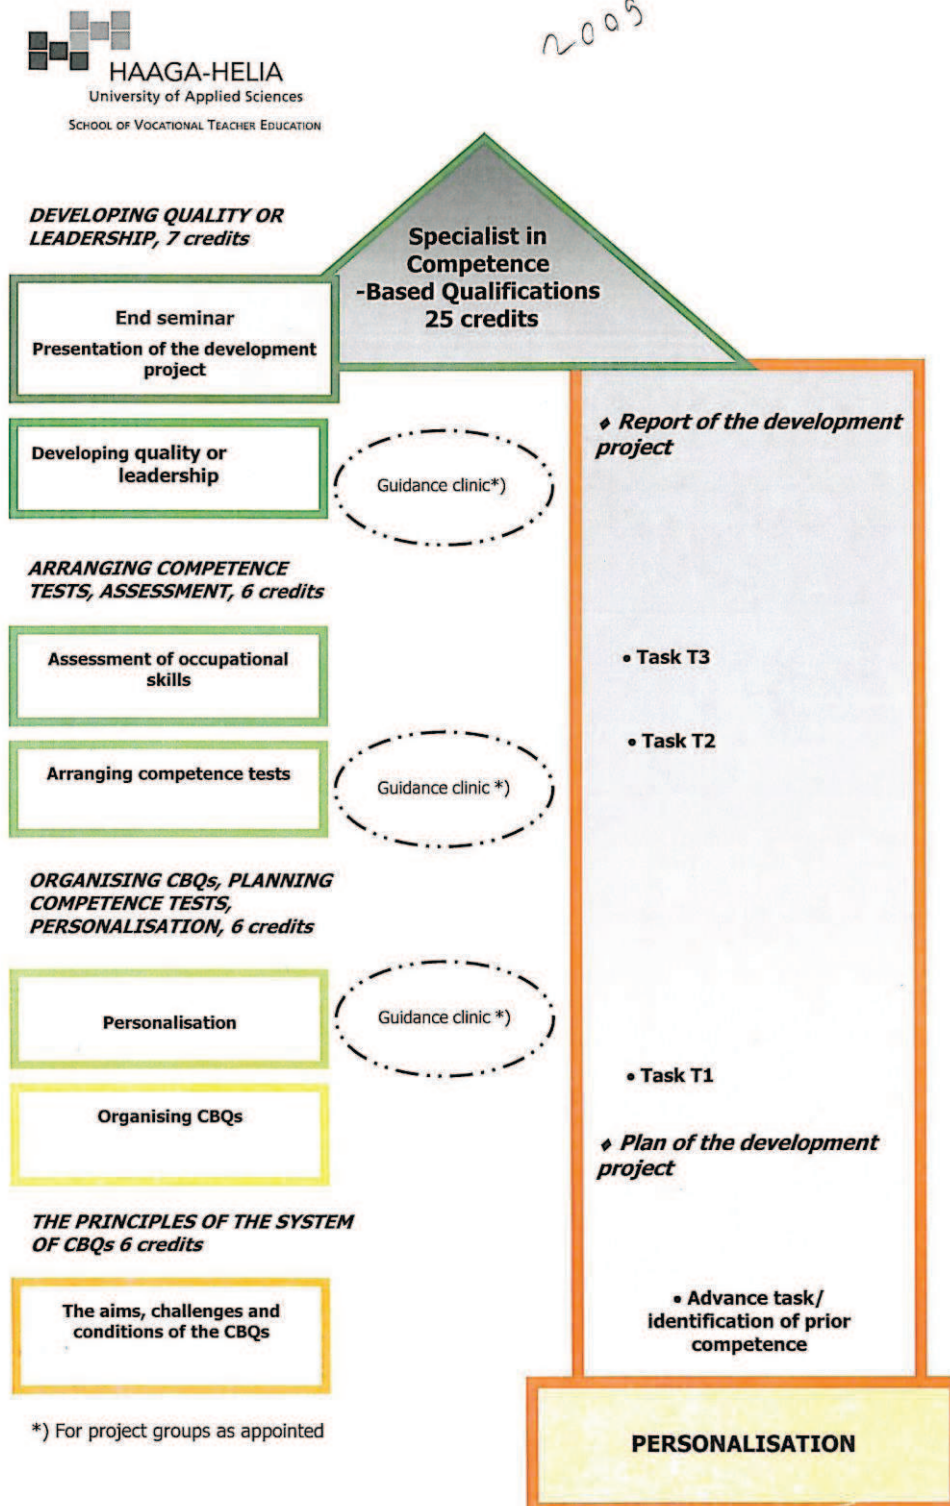 2009
HAAGA-HELIA
University of Applied Sciences
SCHOOL OF VOCATIONAL TEACHER EDUCATION
DEVELOPING QUALITY OR
LEADERSHIP, 7 credits
Specialist in
Competence
-Based Qualifications
25 credits
End seminar
Presentation of the development
project
Developing quality or
leadership
Guidance clinic*)
♦ Report of the development
project
ARRANGING COMPETENCE
TESTS, ASSESSMENT, 6 credits
Assessment of occupational
skills
• Task T3
Arranging competence tests
Guidance clinic *)
• Task T2
ORGANISING CBQs, PLANNING
COMPETENCE TESTS,
PERSONALISATION, 6 credits
Personalisation
Guidance clinic *)
• Task T1
Organising CBQs
♦ Plan of the development
project
THE PRINCIPLES OF THE SYSTEM
OF CBQs 6 credits
The aims, challenges and
conditions of the CBQs
• Advance task/
identification of prior
competence
*) For project groups as appointed
PERSONALISATION